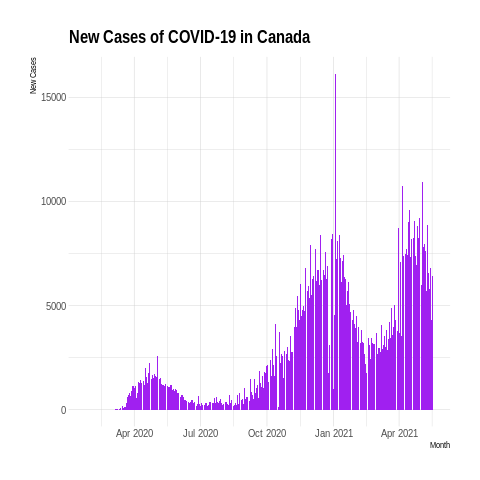 New Cases of COVID-19 in Canada
New Cases
15000
10000
5000
0
Apr 2020 Jul 2020 Oct 2020 Jan 2021 Apr 2021
Month